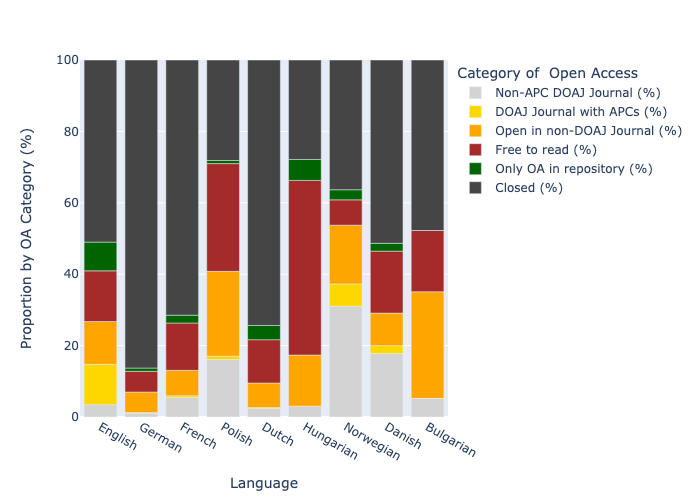 Category of  Open Access
Non-APC DOAJ Journal (%)
DOAJ Journal with APCs (%)
Open in non-DOAJ Journal (%)
Free to read (%)
Only OA in repository (%)
Closed (%)
Proportion by OA Category (%)
100
80
60
40
20
0
English
German
French
Polish
Dutch
Hungarian
Norwegian
Danish
Bulgarian
Language